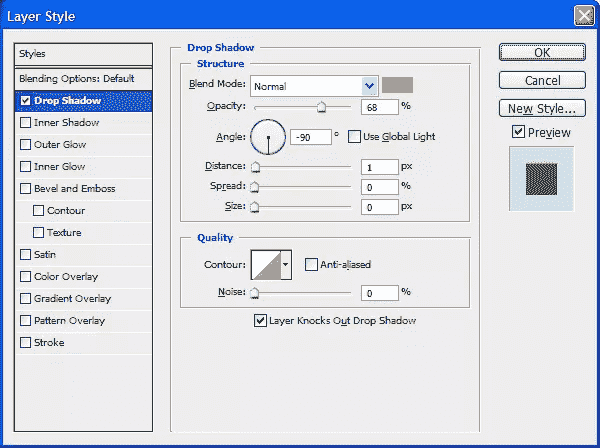 Layer Style
Styles
Blending Options: Default
Drop Shadow
Inner Shadow
Outer Glow
Inner Glow
Bevel and Emboss
Contour
Texture
Satin
Color Overlay
Gradient Overlay
Pattern Overlay
Stroke
Drop Shadow
Structure
Blend Mode: Normal
Opacity: 68 %
Angle: -90 ° Use Global Light
Distance: 1 px
Spread: 0 %
Size: 0 px
Quality
Contour: Anti-aliased
Noise: 0 %
Layer Knocks Out Drop Shadow
OK
Cancel
New Style...
Preview